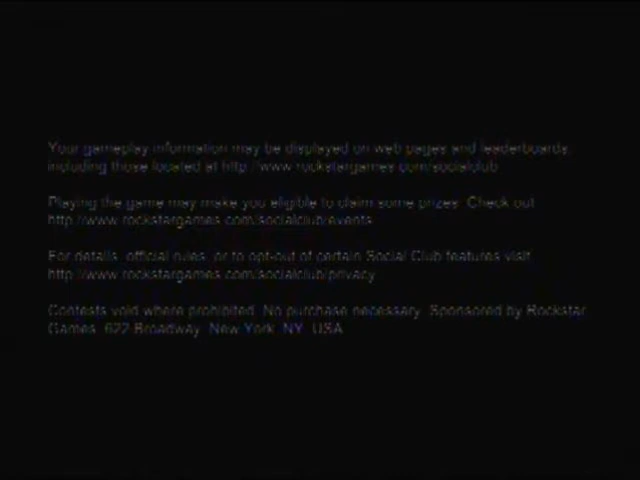 Your gameplay information may be displayed on web pages and leaderboards,
including those located at http://www.rockstargames.com/socialclub
Playing the game may make you eligible to claim some prizes. Check out
http://www.rockstargames.com/socialclub/events
For details, official rules, or to opt-out of certain Social Club features visit
http://www.rockstargames.com/socialclub/privacy
Contests void where prohibited. No purchase necessary. Sponsored by Rockstar
Games, 622 Broadway, New York, NY, USA